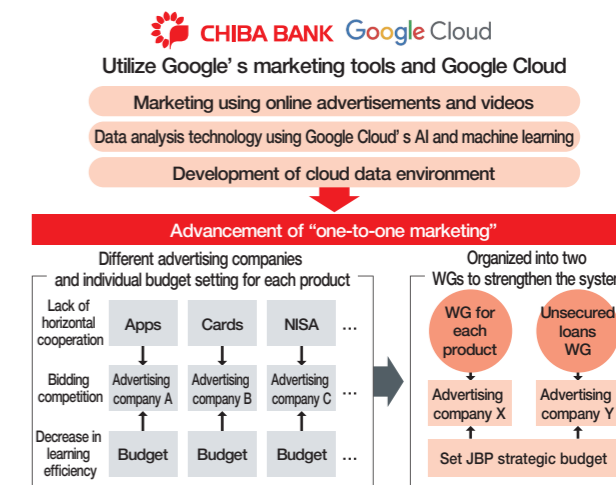 CHIBA BANK Google Cloud
Utilize Google's marketing tools and Google Cloud
Marketing using online advertisements and videos
Data analysis technology using Google Cloud's AI and machine learning
Development of cloud data environment
Advancement of “one-to-one marketing”
Different advertising companies
and individual budget setting for each product
Lack of
horizontal
cooperation
Apps
Cards
NISA
...
Bidding
competition
Advertising
company A
Advertising
company B
Advertising
company C
...
Decrease in
learning
efficiency
Budget
Budget
Budget
...
Organized into two
WGs to strengthen the system
WG for
each
product
Unsecured
loans
WG
Advertising
company X
Advertising
company Y
Set JBP strategic budget